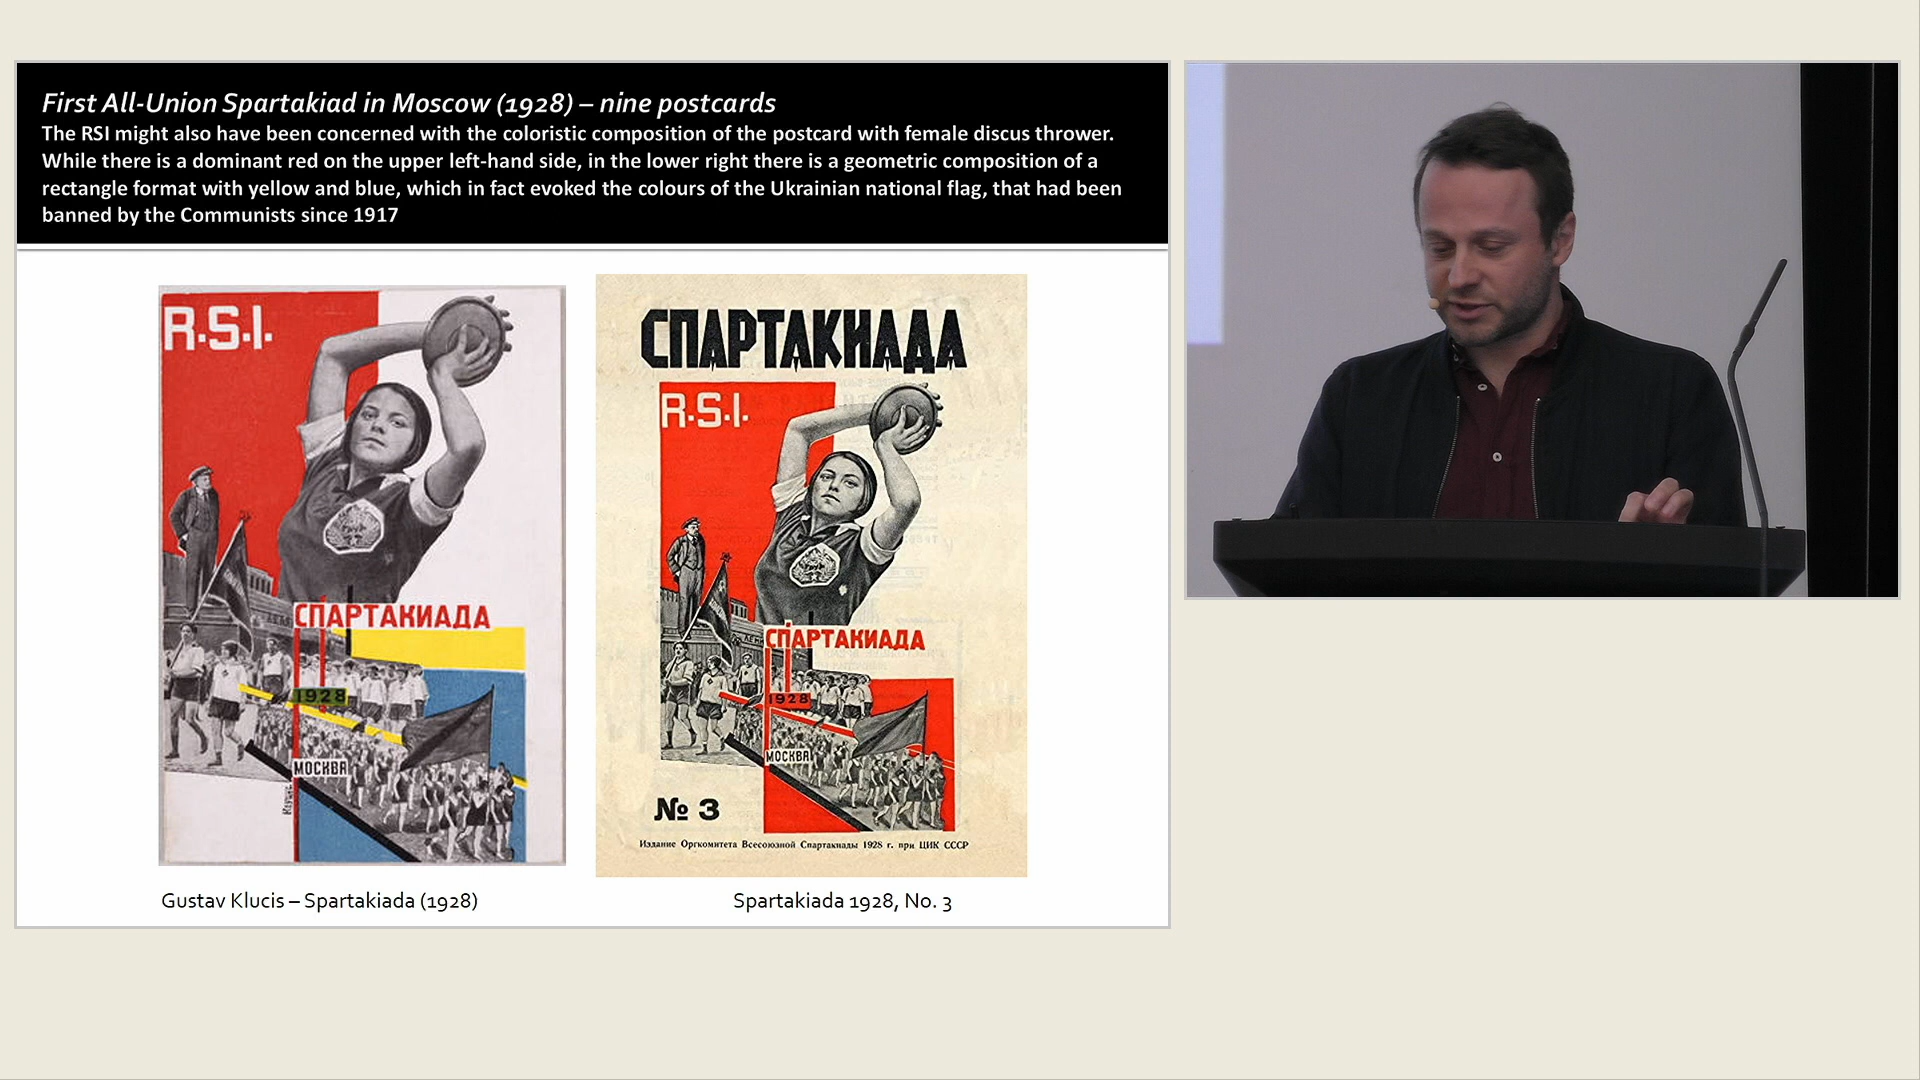 First All-Union Spartakiad in Moscow (1928) – nine postcards
The RSI might also have been concerned with the coloristic composition of the postcard with female discus thrower.
While there is a dominant red on the upper left-hand side, in the lower right there is a geometric composition of a
rectangle format with yellow and blue, which in fact evoked the colours of the Ukrainian national flag, that had been
banned by the Communists since 1917
R.S.I.
СПАРТАКИАДА
1928
МОСКВА
Gustav Klucis – Spartakiada (1928)
СПАРТАКИАДА
R.S.I.
СПАРТАКИАДА
1928
МОСКВА
№ 3
Издание Оргкомитета Всесоюзной Спартакиады 1928 г. при ЦИК СССР
Spartakiada 1928, No. 3